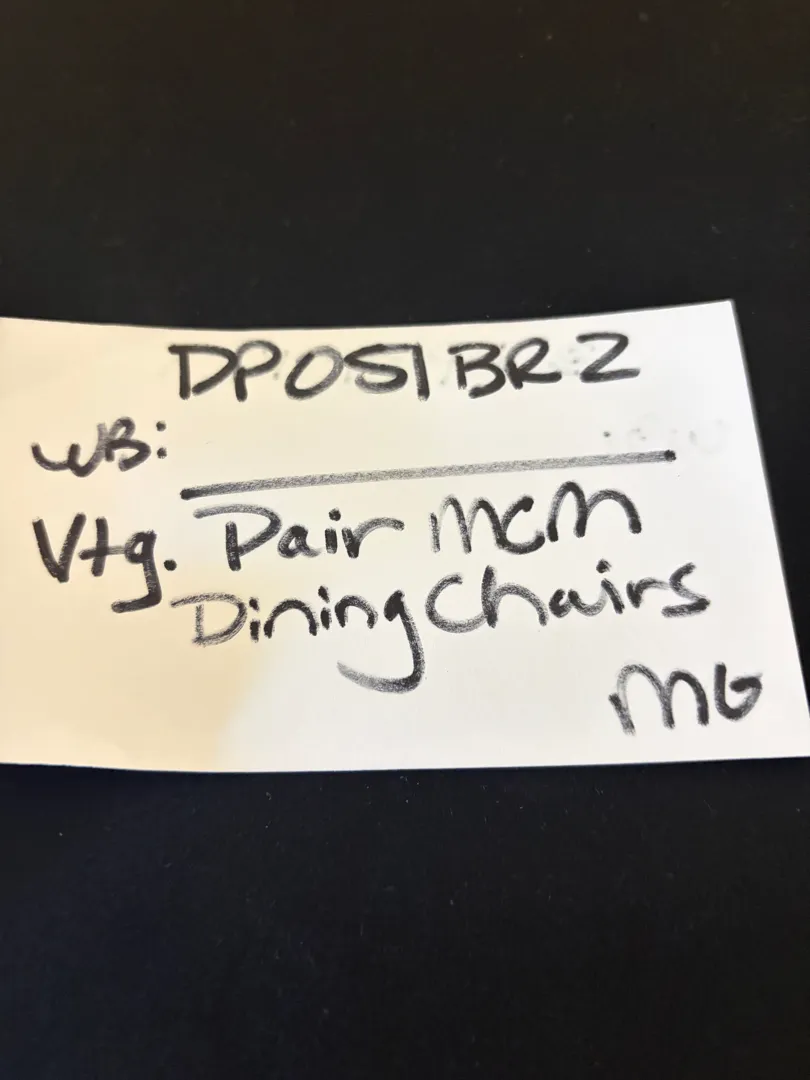 DP051BR2
WB:
Vtg. Pair MCM
Dining Chairs
MG